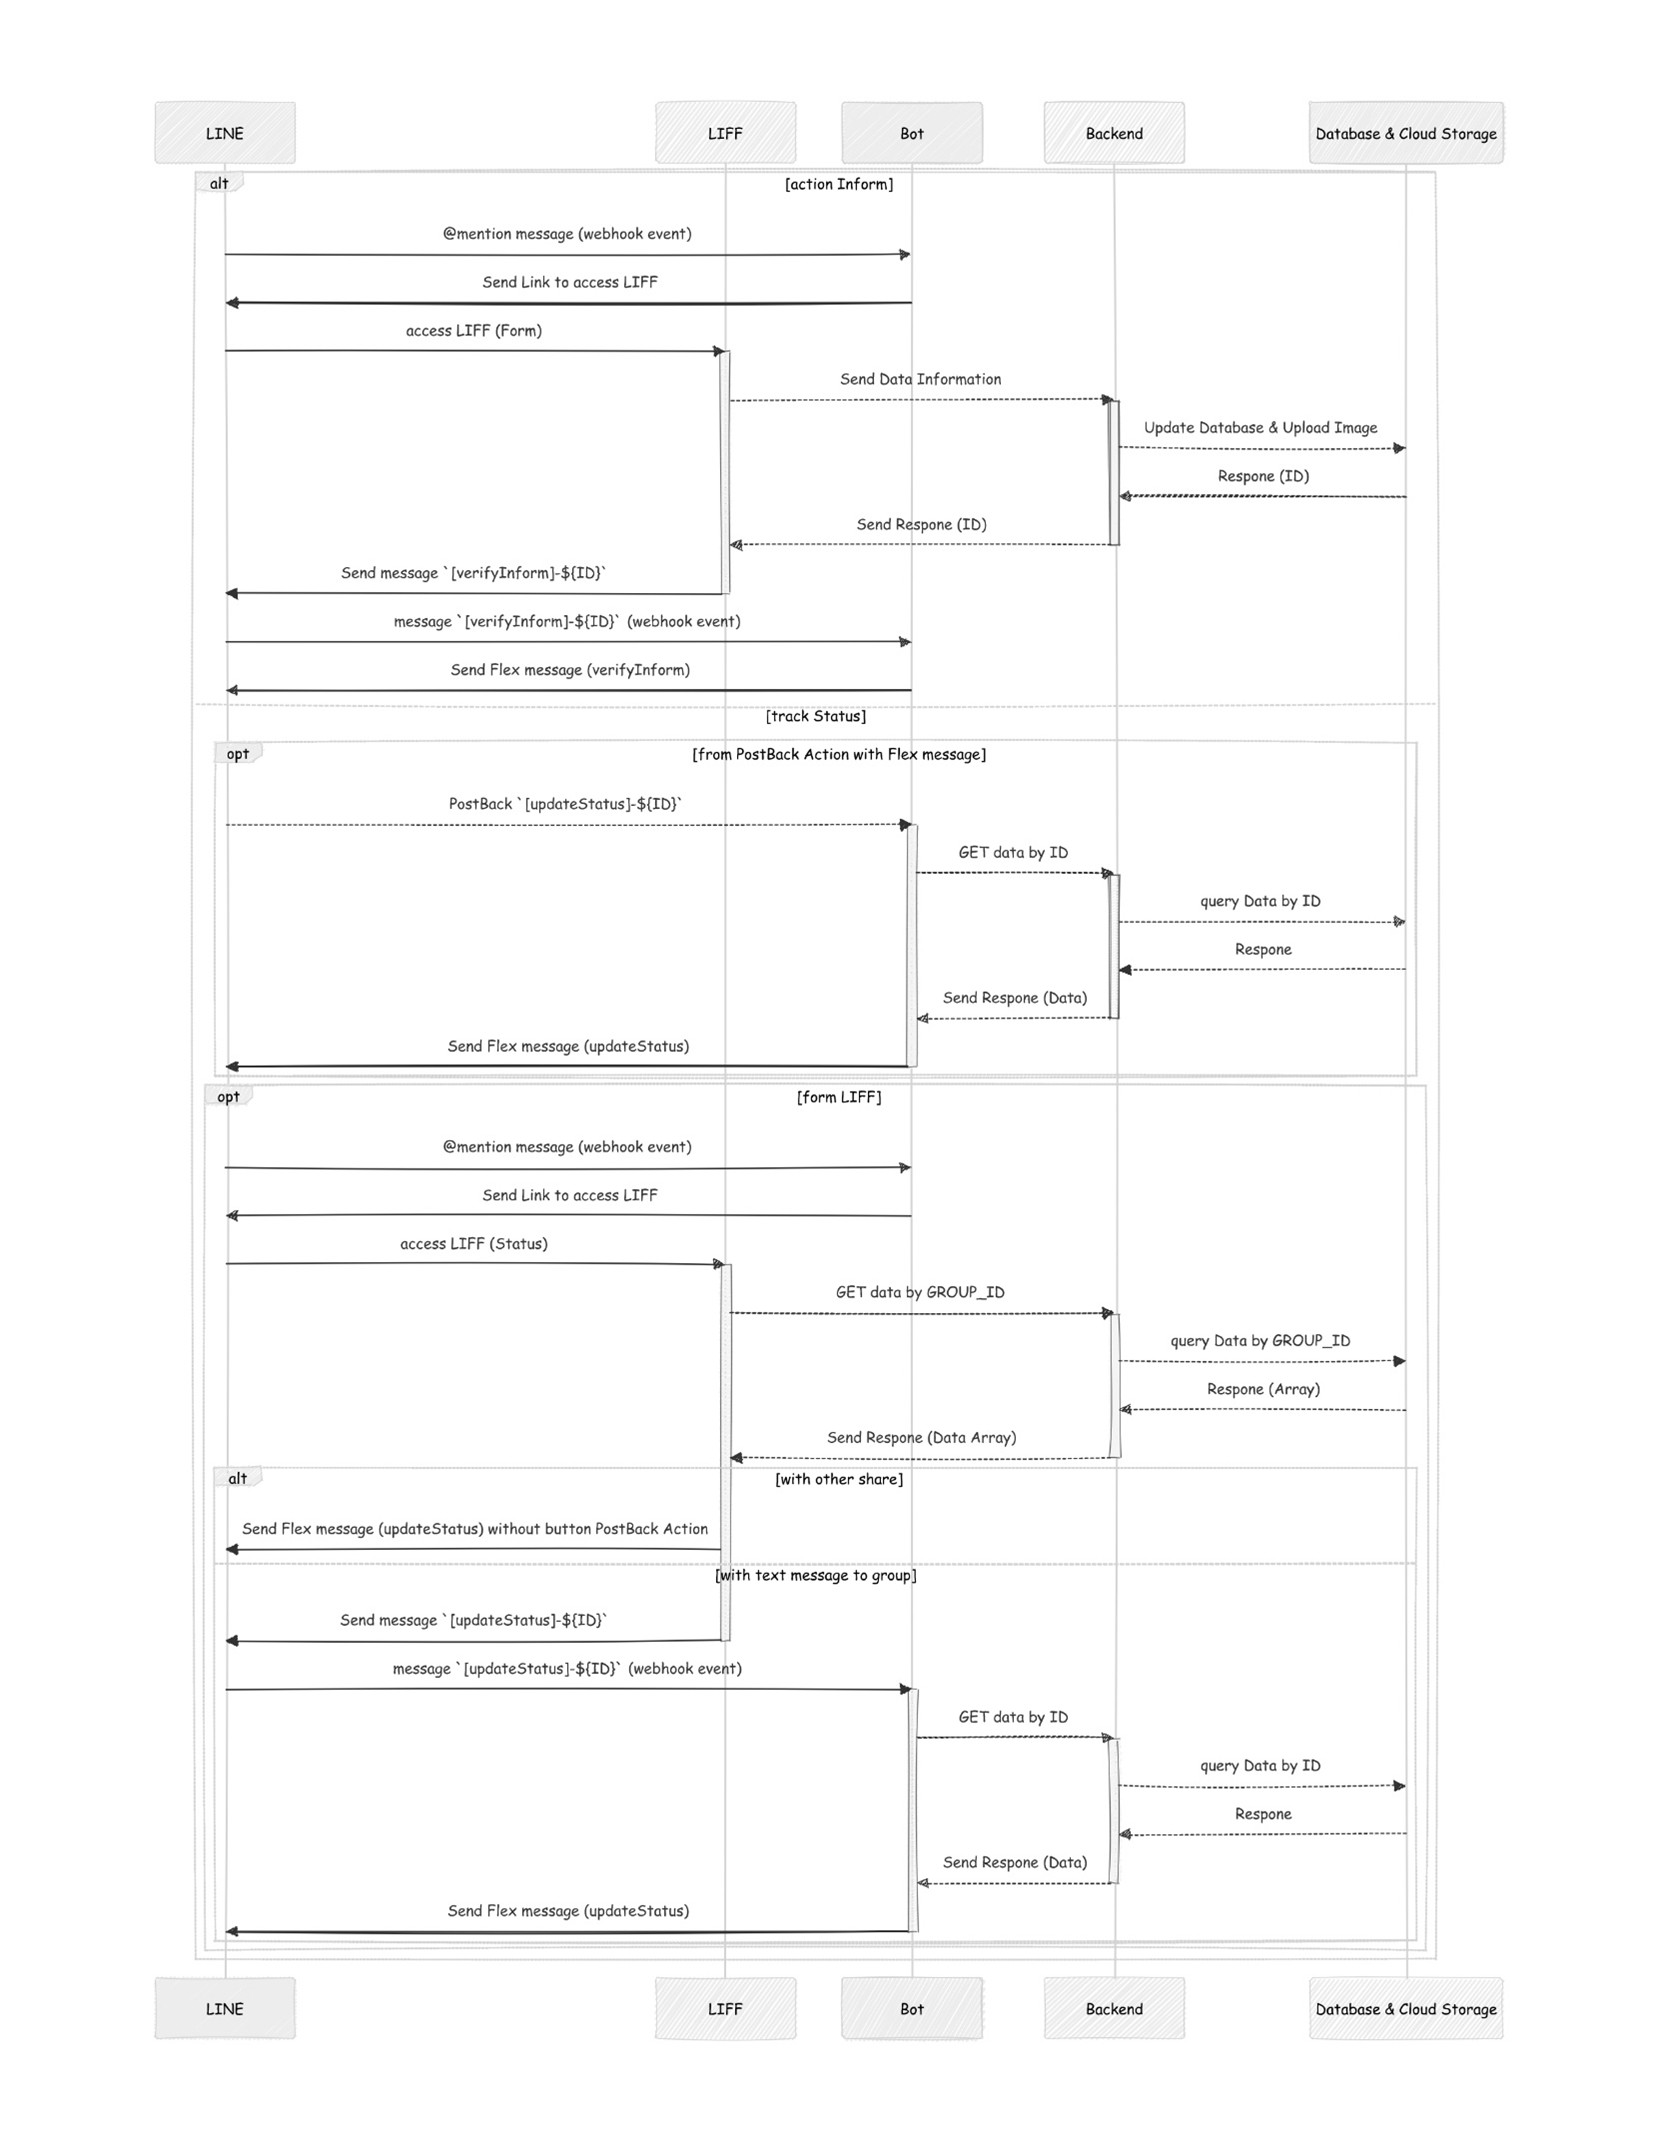 LINE
LIFF
Bot
Backend
Database & Cloud Storage
alt
[action Inform]
@mention message (webhook event)
Send Link to access LIFF
access LIFF (Form)
Send Data Information
Update Database & Upload Image
Respone (ID)
Send Respone (ID)
Send message `[verifyInform]-${ID}`
message `[verifyInform]-${ID}` (webhook event)
Send Flex message (verifyInform)
[track Status]
opt
[from PostBack Action with Flex message]
PostBack `[updateStatus]-${ID}`
GET data by ID
query Data by ID
Respone
Send Respone (Data)
Send Flex message (updateStatus)
opt
[form LIFF]
@mention message (webhook event)
Send Link to access LIFF
access LIFF (Status)
GET data by GROUP_ID
query Data by GROUP_ID
Respone (Array)
Send Respone (Data Array)
alt
[with other share]
Send Flex message (updateStatus) without button PostBack Action
[with text message to group]
Send message `[updateStatus]-${ID}`
message `[updateStatus]-${ID}` (webhook event)
GET data by ID
query Data by ID
Respone
Send Respone (Data)
Send Flex message (updateStatus)
LINE
LIFF
Bot
Backend
Database & Cloud Storage